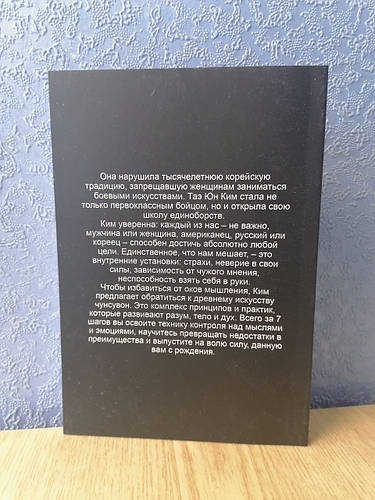 Она нарушила тысячелетнюю корейскую
традицию, запрещавшую женщинам заниматься
боевыми искусствами. Таэ Юн Ким стала не
только первоклассным бойцом, но и открыла свою
школу единоборств.
Ким уверена: каждый из нас – не важно,
мужчина или женщина, американец, русский или
кореец – способен достичь абсолютно любой
цели. Единственное, что нам мешает, – это
внутренние установки: страхи, неверие в свои
силы, зависимость от чужого мнения,
неспособность взять себя в руки.
Чтобы избавиться от оков мышления, Ким
предлагает обратиться к древнему искусству
чунсувон. Это комплекс принципов и практик,
которые развивают разум, тело и дух. Всего за 7
шагов вы освоите технику контроля над мыслями
и эмоциями, научитесь превращать недостатки в
преимущества и выпустите на волю силу, данную
вам с рождения.